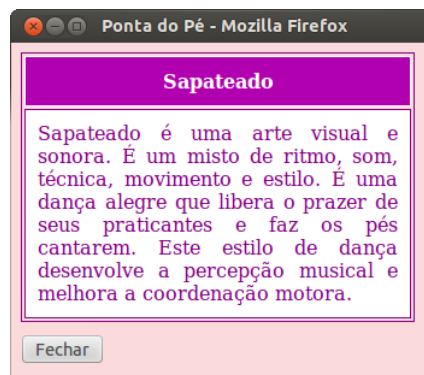 Ponta do Pé - Mozilla Firefox
Sapateado
Sapateado é uma arte visual e
sonora. É um misto de ritmo, som,
técnica, movimento e estilo. É uma
dança alegre que libera o prazer de
seus praticantes e faz os pés
cantarem. Este estilo de dança
desenvolve a percepção musical e
melhora a coordenação motora.
Fechar